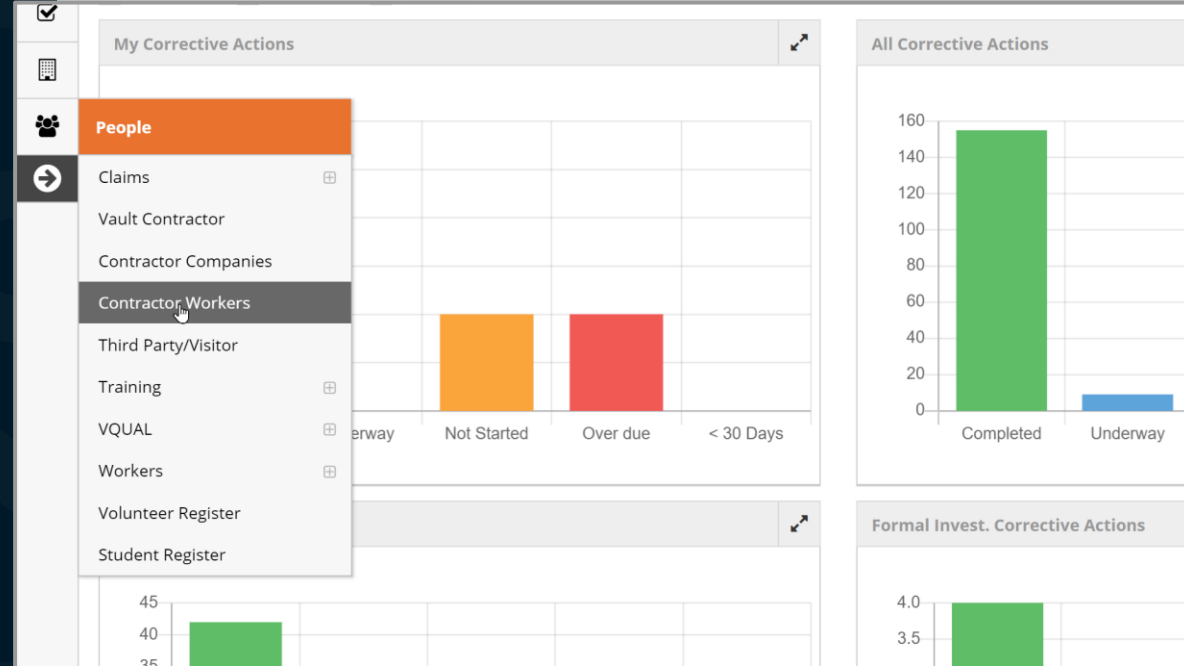 My Corrective Actions
All Corrective Actions
People
Claims
Vault Contractor
Contractor Companies
Contractor Workers
Third Party/Visitor
Training
VQUAL
Workers
Volunteer Register
Student Register
erway
Not Started
Over due
< 30 Days
160
140
120
100
80
60
40
20
0
Completed
Underway
Formal Invest. Corrective Actions
45
40
35
4.0
3.5